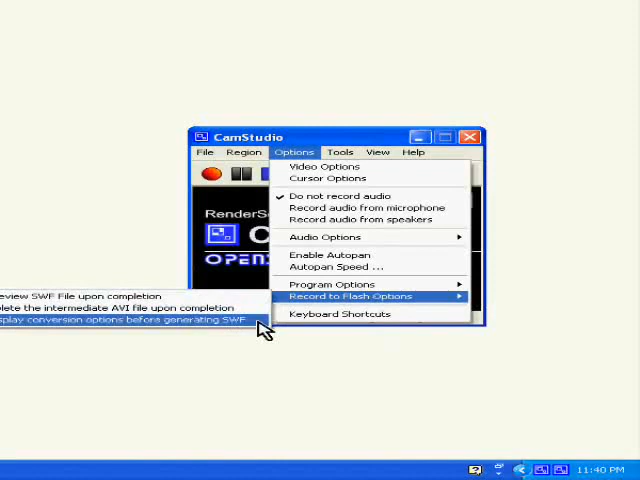 CamStudio
File Region Options Tools View Help
Video Options
Cursor Options
Do not record audio
Record audio from microphone
Record audio from speakers
Audio Options
Enable Autopan
Autopan Speed ...
Program Options
Record to Flash Options
Keyboard Shortcuts
RenderSo
C
OPEN
eview SWF File upon completion
lete the intermediate AVI file upon completion
splay conversion options before generating SWF
11:40 PM